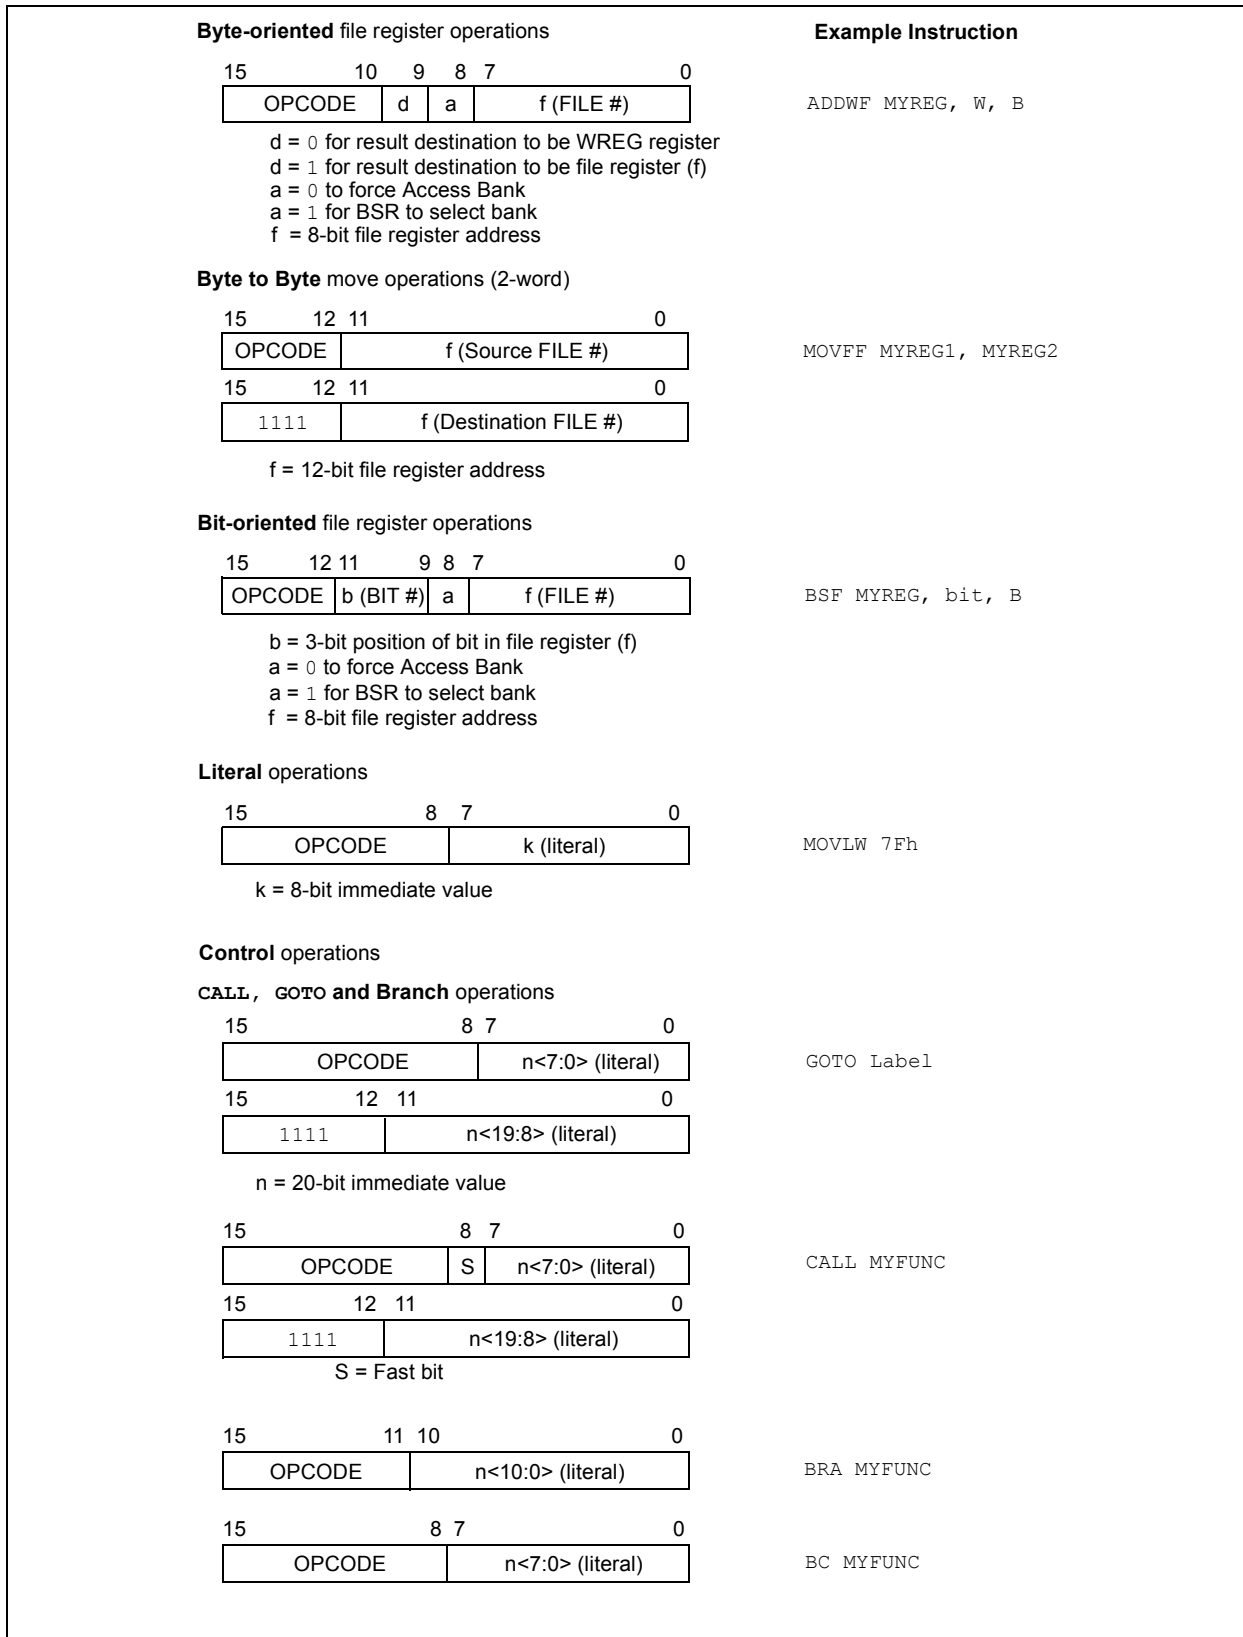 Byte-oriented file register operations
Example Instruction
15 10 9 8 7 0
OPCODE d a f (FILE #)
ADDWF MYREG, W, B
d = 0 for result destination to be WREG register
d = 1 for result destination to be file register (f)
a = 0 to force Access Bank
a = 1 for BSR to select bank
f = 8-bit file register address
Byte to Byte move operations (2-word)
15 12 11 0
OPCODE f (Source FILE #)
MOVFF MYREG1, MYREG2
15 12 11 0
1111 f (Destination FILE #)
f = 12-bit file register address
Bit-oriented file register operations
15 12 11 9 8 7 0
OPCODE b (BIT #) a f (FILE #)
BSF MYREG, bit, B
b = 3-bit position of bit in file register (f)
a = 0 to force Access Bank
a = 1 for BSR to select bank
f = 8-bit file register address
Literal operations
15 8 7 0
OPCODE k (literal)
MOVLW 7Fh
k = 8-bit immediate value
Control operations
CALL, GOTO and Branch operations
15 8 7 0
OPCODE n<7:0> (literal)
GOTO Label
15 12 11 0
1111 n<19:8> (literal)
n = 20-bit immediate value
15 8 7 0
OPCODE S n<7:0> (literal)
CALL MYFUNC
15 12 11 0
1111 n<19:8> (literal)
S = Fast bit
15 11 10 0
OPCODE n<10:0> (literal)
BRA MYFUNC
15 8 7 0
OPCODE n<7:0> (literal)
BC MYFUNC